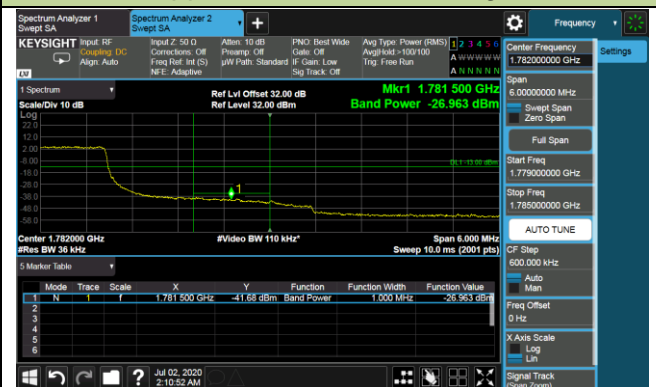 Spectrum Analyzer 1
Swept SA
Spectrum Analyzer 2
Swept SA
+
Frequency
KEYSIGHT
Input: RF
Coupling: DC
Align: Auto
Input Z: 50 Ω
Corrections: Off
Freq Ref: Int (S)
NFE: Adaptive
Atten: 10 dB
Preamp: Off
µW Path: Standard
PNO: Best Wide
Gate: Off
IF Gain: Low
Sig Track: Off
Avg Type: Power (RMS)
Avg|Hold:>100/100
Trig: Free Run
1 2 3 4 5 6
A W W W W W
A N N N N N
LXI
1 Spectrum
Scale/Div 10 dB
Ref Lvl Offset 32.00 dB
Ref Level 32.00 dBm
Mkr1 1.781 500 GHz
Band Power -26.963 dBm
Log
22.0
12.0
2.00
-8.00
-18.0
-28.0
-38.0
-48.0
-58.0
DL1 -13.00 dBm
1
Center 1.782000 GHz
#Res BW 36 kHz
#Video BW 110 kHz*
Span 6.000 MHz
Sweep 10.0 ms (2001 pts)
5 Marker Table
Mode Trace Scale X Y Function Function Width Function Value
1 N 1 f 1.781 500 GHz -41.68 dBm Band Power 1.000 MHz -26.963 dBm
2
3
4
5
6
Jul 02, 2020
2:10:52 AM
Center Frequency
1.782000000 GHz
Settings
Span
6.00000000 MHz
Swept Span
Zero Span
Full Span
Start Freq
1.779000000 GHz
Stop Freq
1.785000000 GHz
AUTO TUNE
CF Step
600.000 kHz
Auto
Man
Freq Offset
0 Hz
X Axis Scale
Log
Lin
Signal Track
(Span Zoom)